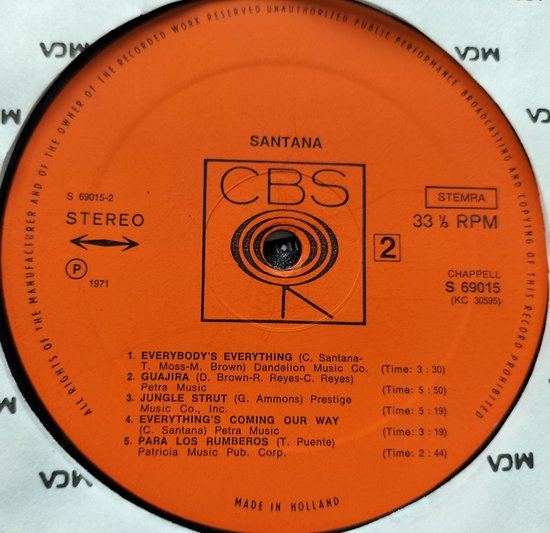 ALL RIGHTS OF THE MANUFACTURER AND OF THE OWNER OF THE RECORDED WORK RESERVED UNAUTHORIZED PUBLIC PERFORMANCE BROADCASTING AND COPYING OF THIS RECORD PROHIBITED
SANTANA
CBS
S 69015-2
STEREO
STEMRA
33 ⅓ RPM
2
P 1971
CHAPPELL
S 69015
(KC 30595)
1. EVERYBODY'S EVERYTHING (C. Santana-
T. Moss-M. Brown) Dandelion Music Co. (Time: 3 : 30)
2. GUAJIRA (D. Brown-R. Reyes-C. Reyes)
Petra Music (Time: 5 : 50)
3. JUNGLE STRUT (G. Ammons) Prestige
Music Co., Inc. (Time: 5 : 19)
4. EVERYTHING'S COMING OUR WAY
(C. Santana) Petra Music (Time: 3 : 19)
5. PARA LOS RUMBEROS (T. Puente)
Patricia Music Pub. Corp. (Time: 2 : 44)
MADE IN HOLLAND
MCA
MCA
MCA
MCA
MCA